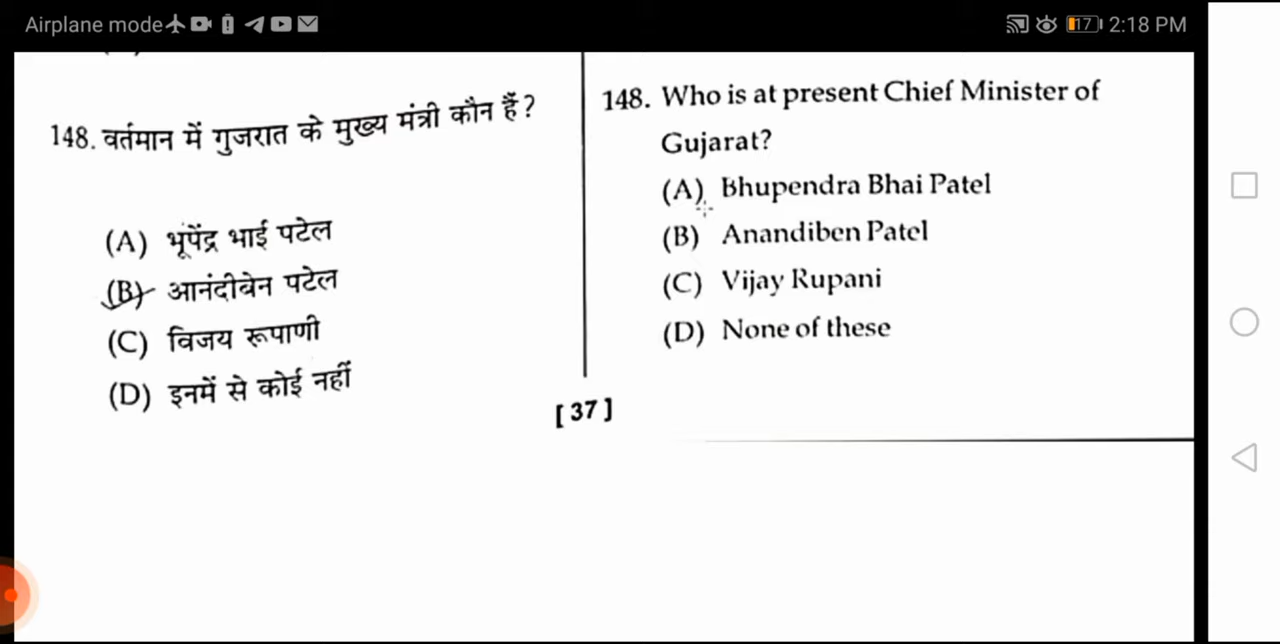 Airplane mode
17 2:18 PM
148. वर्तमान में गुजरात के मुख्य मंत्री कौन हैं?
(A) भूपेंद्र भाई पटेल
(B) आनंदीबेन पटेल
(C) विजय रूपाणी
(D) इनमें से कोई नहीं
148. Who is at present Chief Minister of
Gujarat?
(A) Bhupendra Bhai Patel
(B) Anandiben Patel
(C) Vijay Rupani
(D) None of these
[ 37 ]